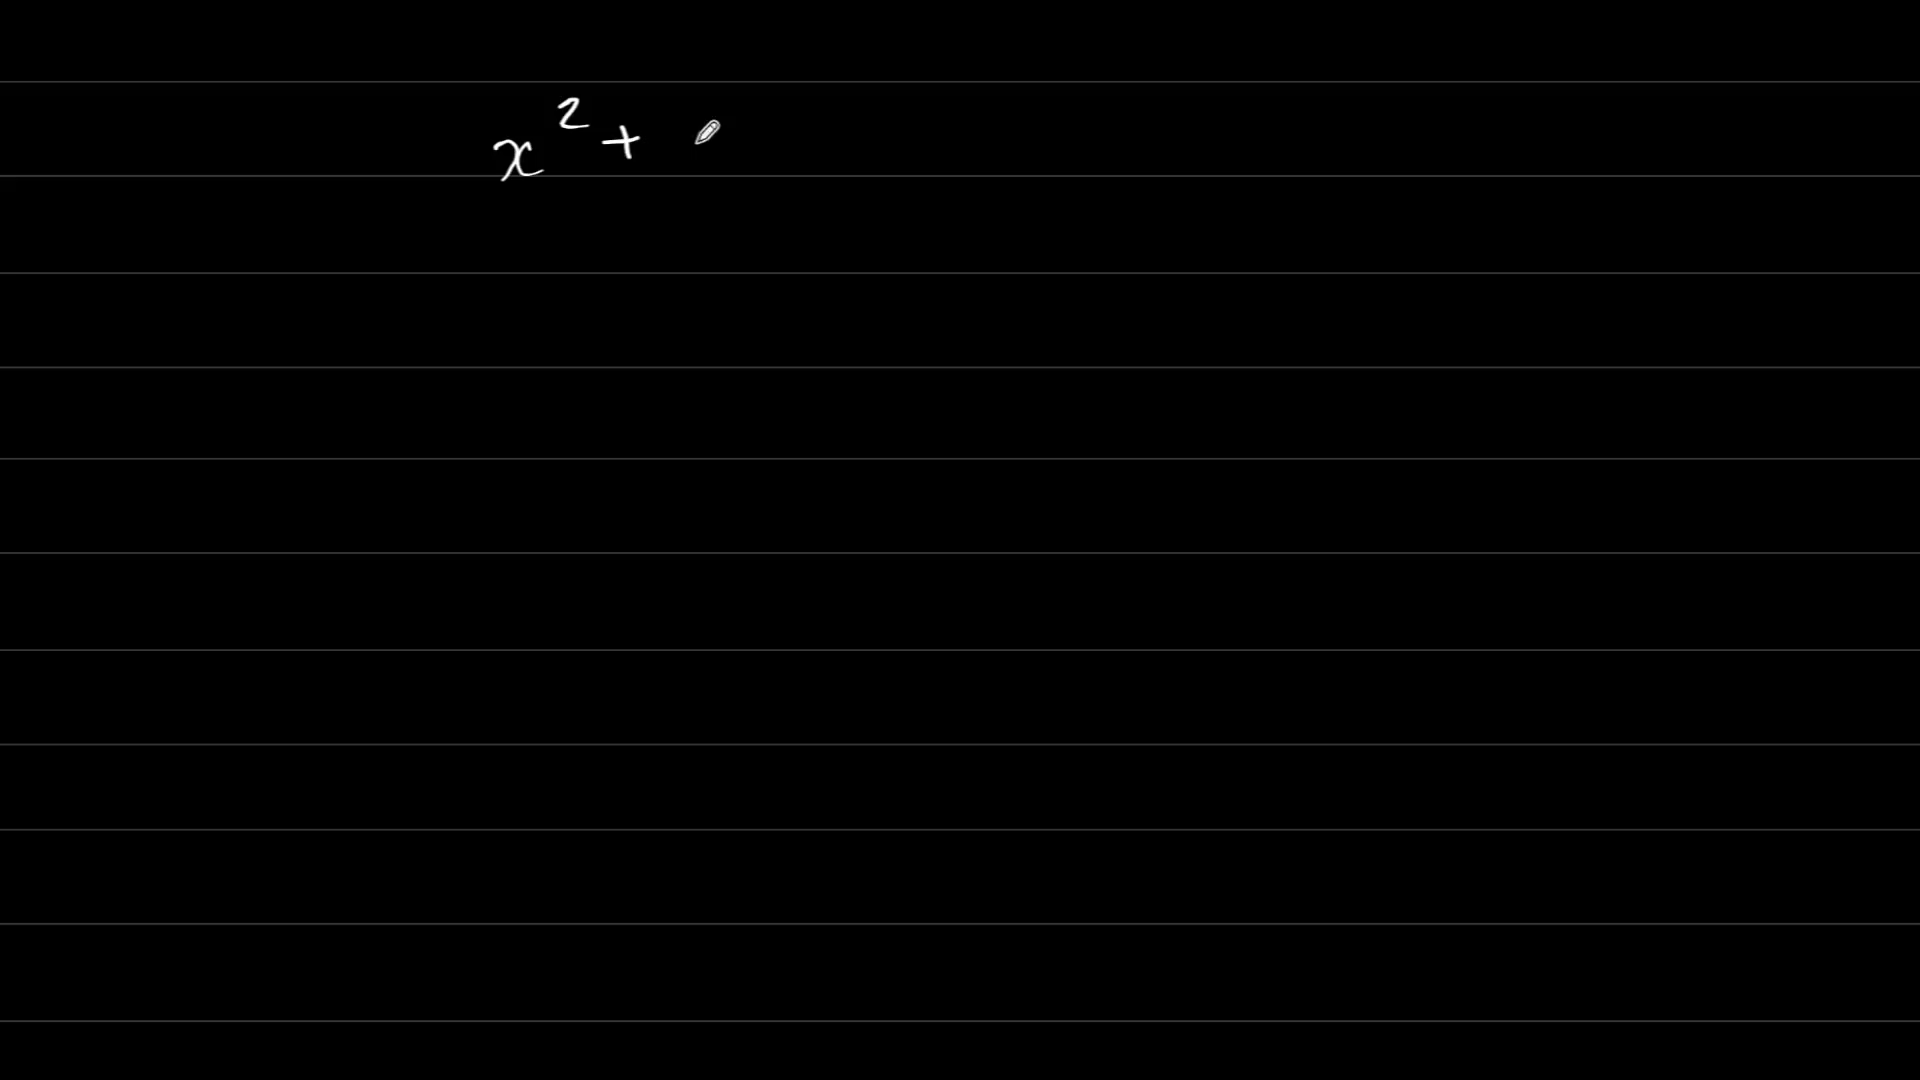 x² +